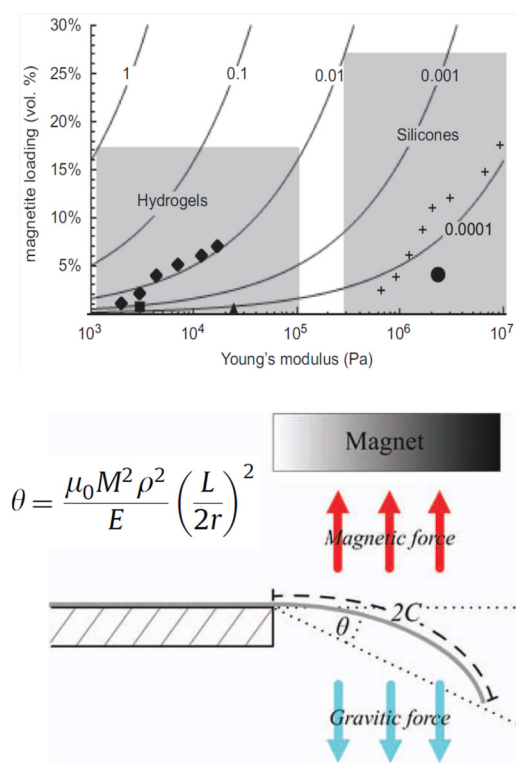 30%
25%
20%
15%
10%
5%
magnetite loading (vol. %)
1
0.1
0.01
0.001
0.0001
Hydrogels
Silicones
10³
10⁴
10⁵
10⁶
10⁷
Young's modulus (Pa)
θ = μ₀M²ρ²/E (L/2r)²
Magnet
Magnetic force
2C
θ
Gravitic force